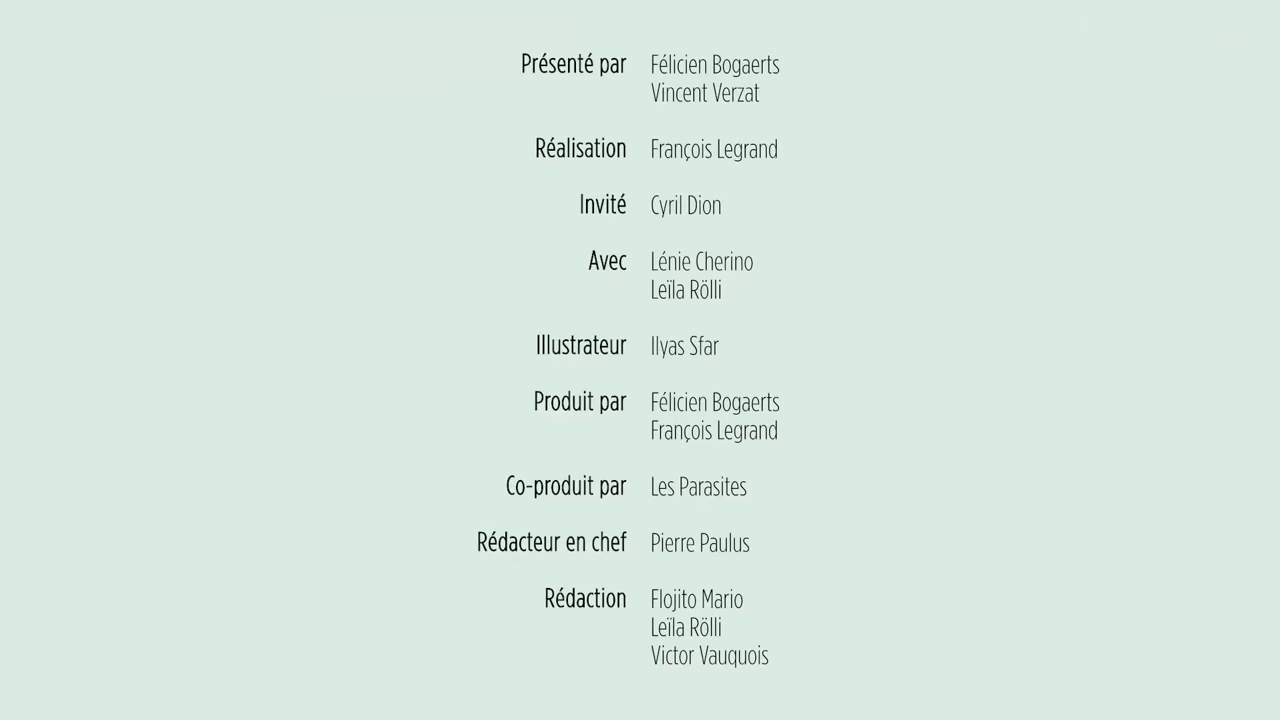 Présenté par Félicien Bogaerts
Vincent Verzat
Réalisation François Legrand
Invité Cyril Dion
Avec Lénie Cherino
Leïla Rölli
Illustrateur Ilyas Sfar
Produit par Félicien Bogaerts
François Legrand
Co-produit par Les Parasites
Rédacteur en chef Pierre Paulus
Rédaction Flojito Mario
Leïla Rölli
Victor Vauquois